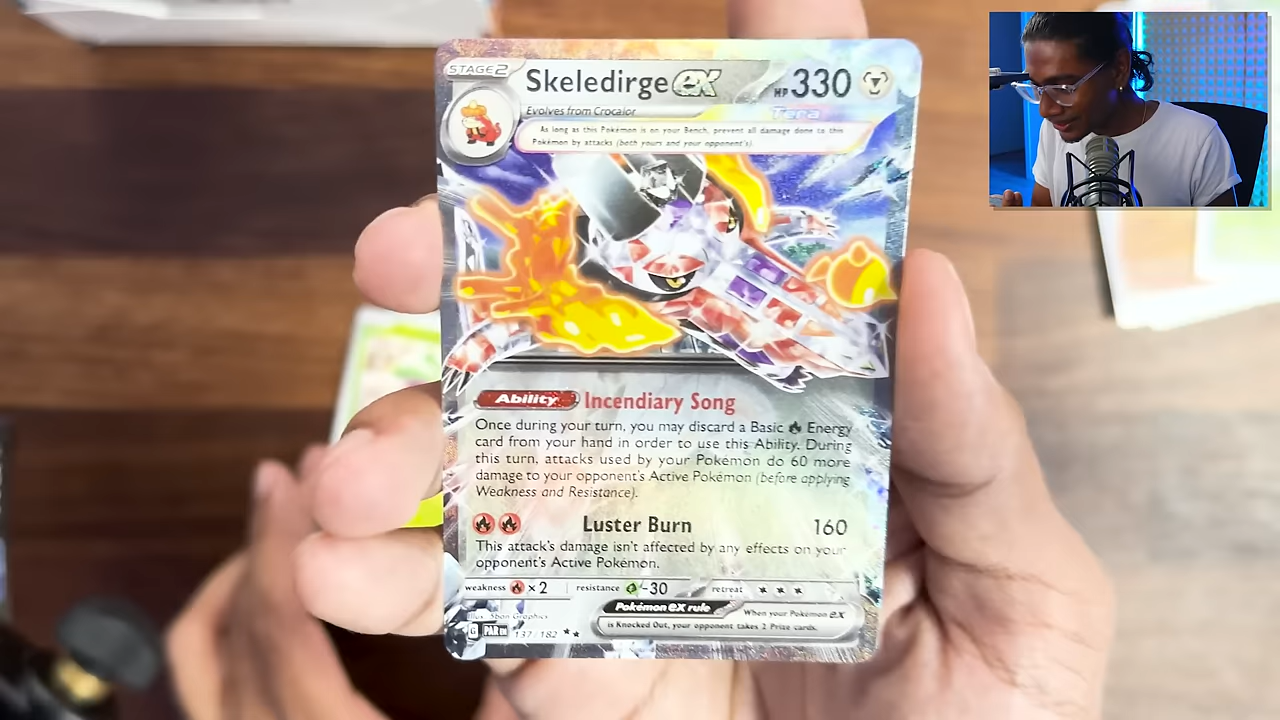 STAGE2 Skeledirge ex HP 330
Evolves from Crocalor Tera
As long as this Pokémon is on your Bench, prevent all damage done to this
Pokémon by attacks (both yours and your opponent's).
Ability Incendiary Song
Once during your turn, you may discard a Basic Energy
card from your hand in order to use this Ability. During
this turn, attacks used by your Pokémon do 60 more
damage to your opponent's Active Pokémon (before applying
Weakness and Resistance).
Luster Burn 160
This attack's damage isn't affected by any effects on your
opponent's Active Pokémon.
weakness ×2 resistance -30 retreat
Pokémon ex rule When your Pokémon ex
is Knocked Out, your opponent takes 2 Prize cards.
Illus. 5ban Graphics
G PAR EN 137/182